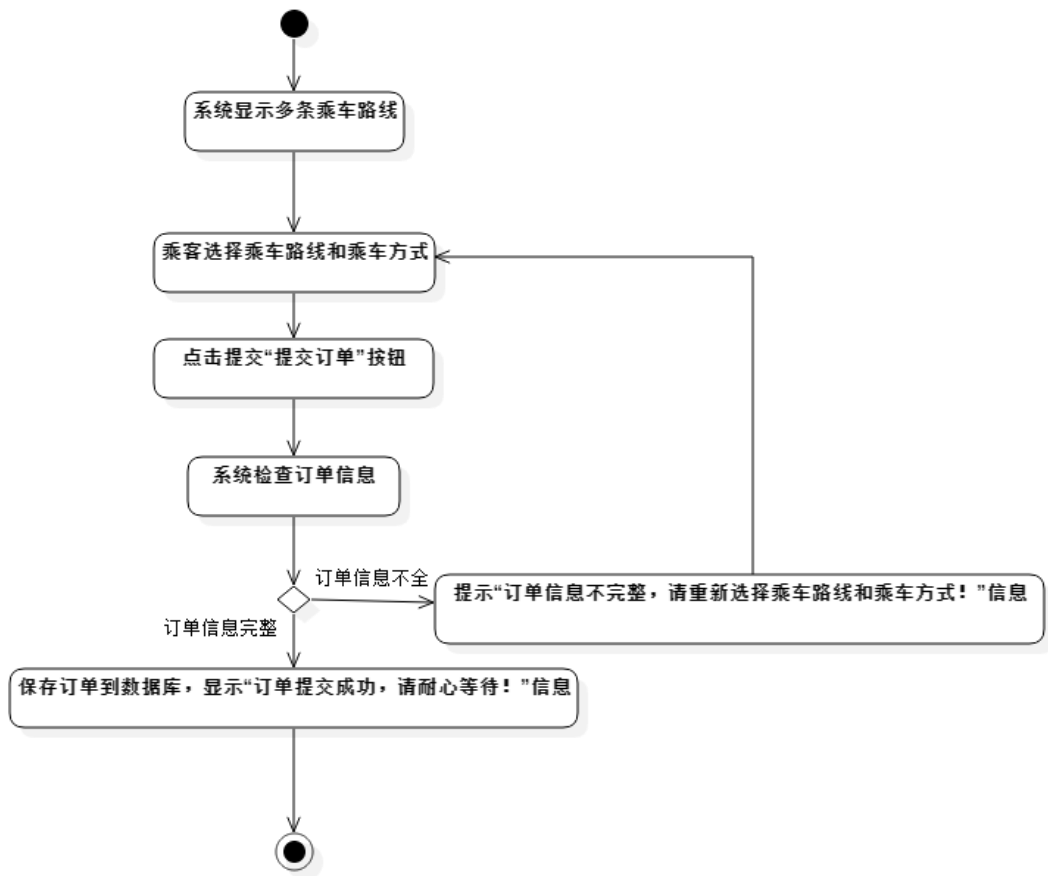 系统显示多条乘车路线
乘客选择乘车路线和乘车方式
点击提交“提交订单”按钮
系统检查订单信息
订单信息不全
提示“订单信息不完整，请重新选择乘车路线和乘车方式！”信息
订单信息完整
保存订单到数据库，显示“订单提交成功，请耐心等待！”信息